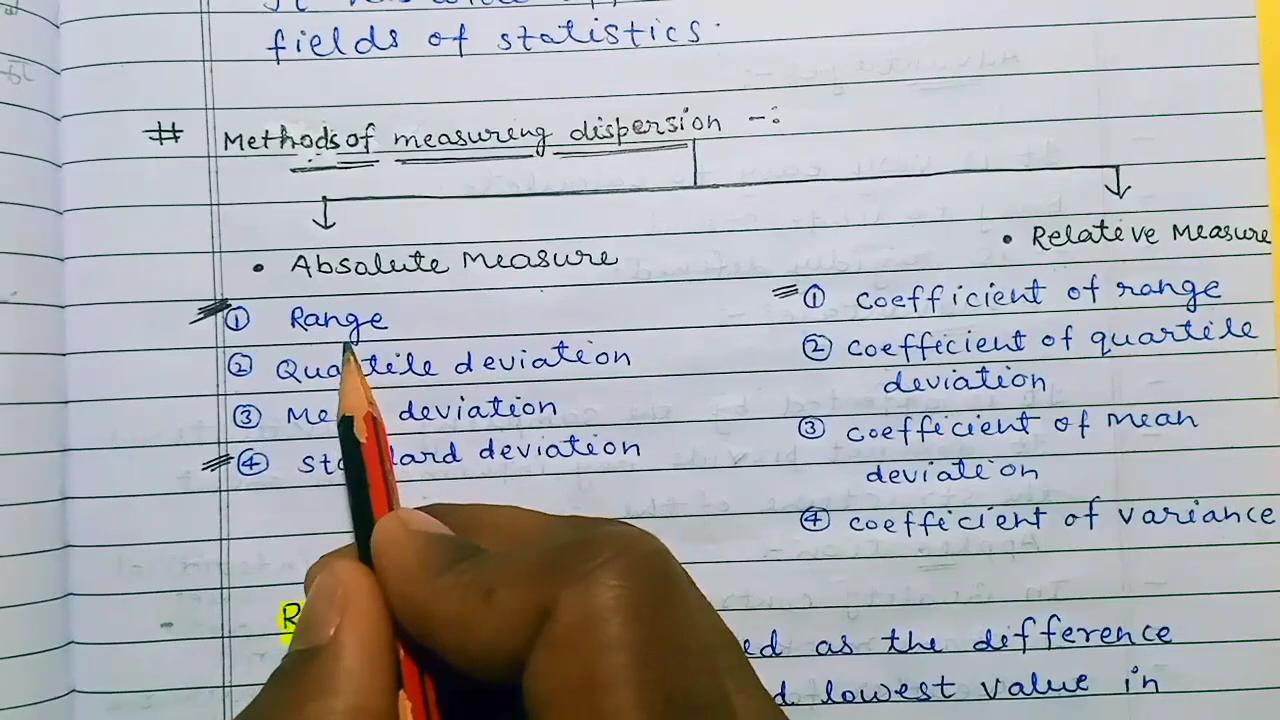 fields of statistics.
# Methods of measuring dispersion -:
• Absolute Measure
① Range
② Quartile deviation
③ deviation
④ standard deviation
• Relative Measure
① coefficient of range
② coefficient of quartile
deviation
③ coefficient of mean
deviation
④ coefficient of variance
as the difference
lowest value in